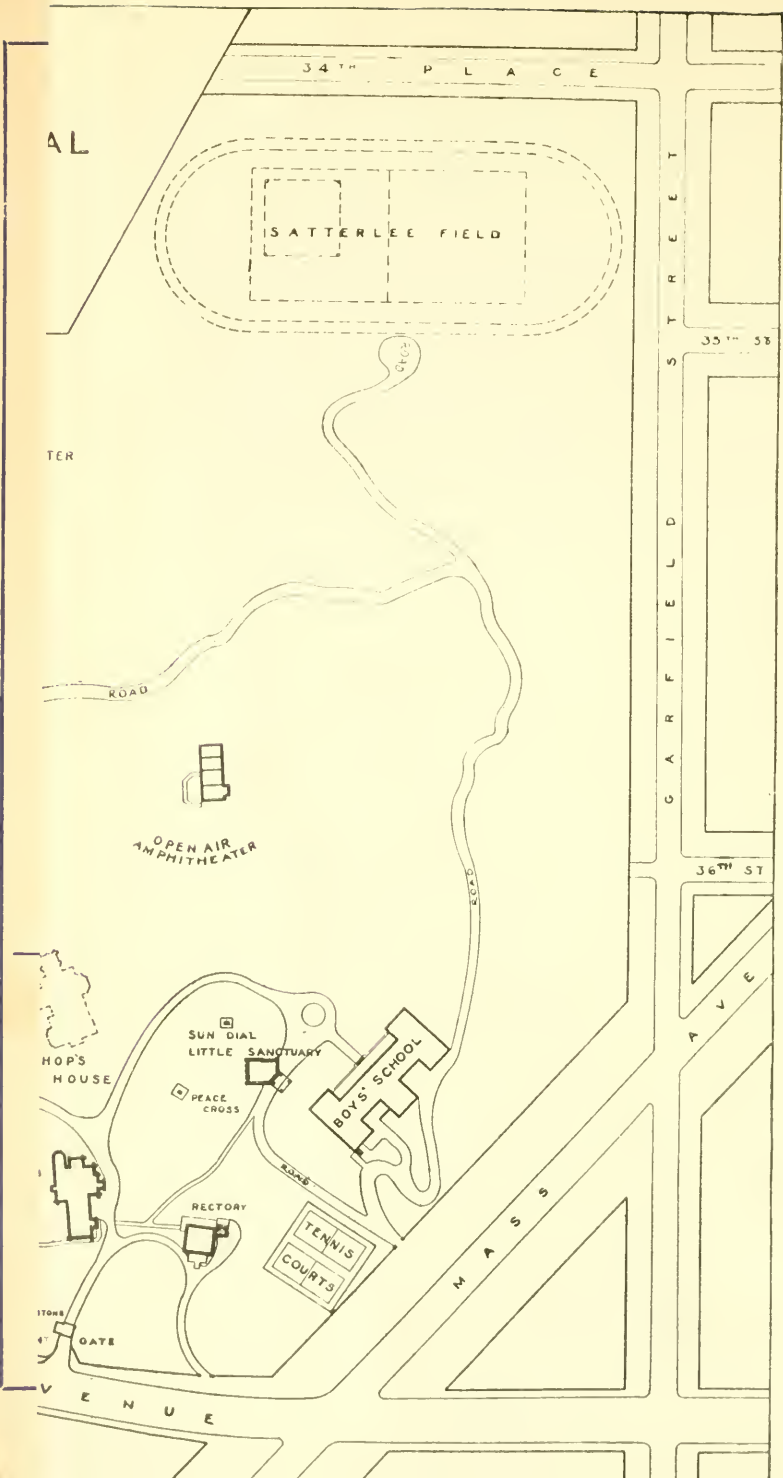 34TH PLACE
AL
SATTERLEE FIELD
GARFIELD STREET
35TH ST
ROAD
TER
ROAD
OPEN AIR
AMPHITHEATER
ROAD
36TH ST
MASS AVE
SUN DIAL
LITTLE SANCTUARY
HOP'S
HOUSE
PEACE
CROSS
BOYS' SCHOOL
ROAD
RECTORY
TENNIS
COURTS
GATE
VENUE